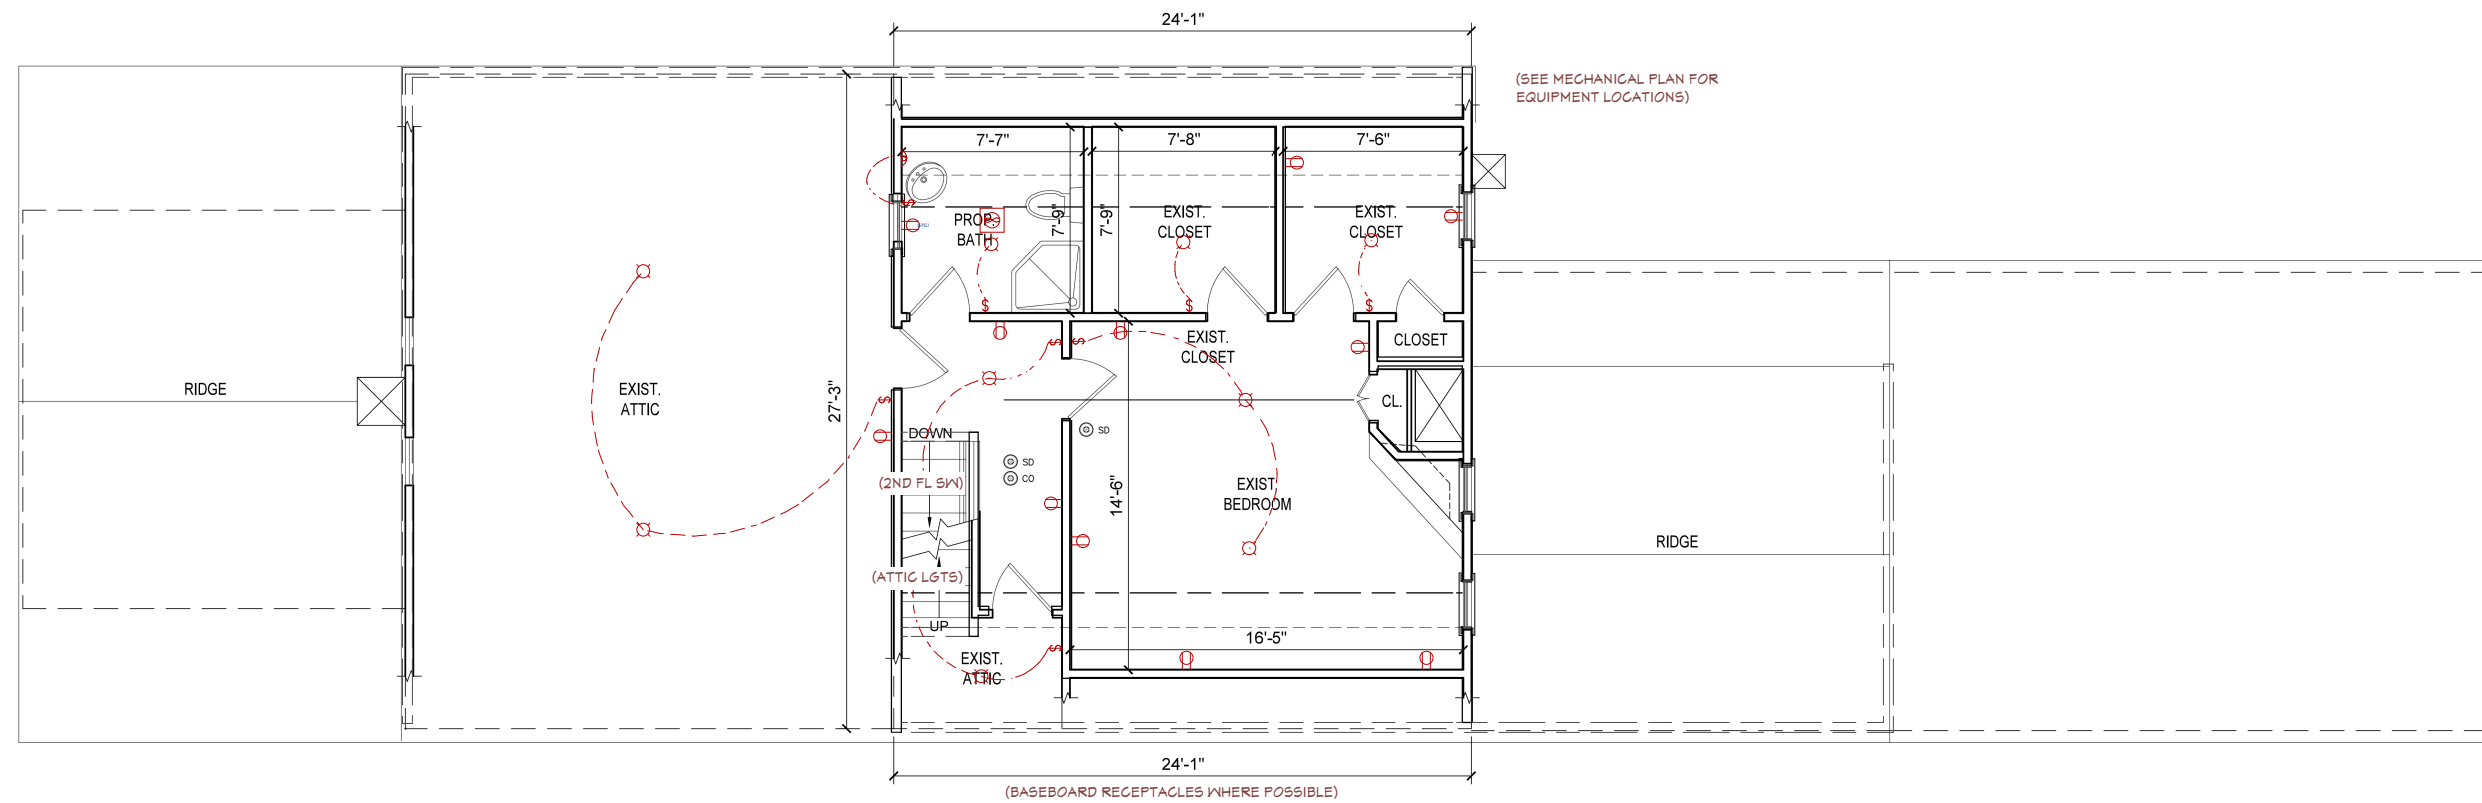 24'-1"
(SEE MECHANICAL PLAN FOR
EQUIPMENT LOCATIONS)
7'-7"
7'-8"
7'-6"
PROP.
BATH
7'-9"
7'-9"
EXIST.
CLOSET
EXIST.
CLOSET
$
$
GFCI
$
$
$
EXIST.
CLOSET
CLOSET
$
$
RIDGE
EXIST.
ATTIC
27'-3"
$
CL.
DOWN
SD
SD
CO
(2ND FL SW)
14'-6"
EXIST.
BEDROOM
RIDGE
(ATTIC LGTS)
UP
16'-5"
$
EXIST.
ATTIC
24'-1"
(BASEBOARD RECEPTACLES WHERE POSSIBLE)